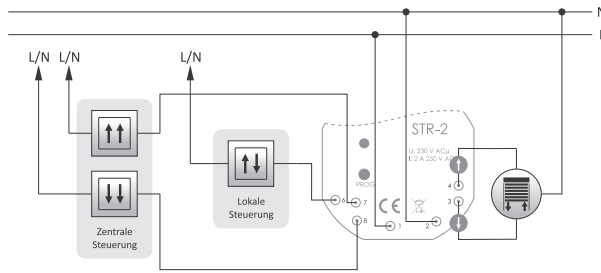 N
L/N L/N L/N
STR-2
U: 230 V AC
I: 2 A 250 V AC
PROG
4
3
6
7
8
1
2
CE
Lokale
Steuerung
Zentrale
Steuerung